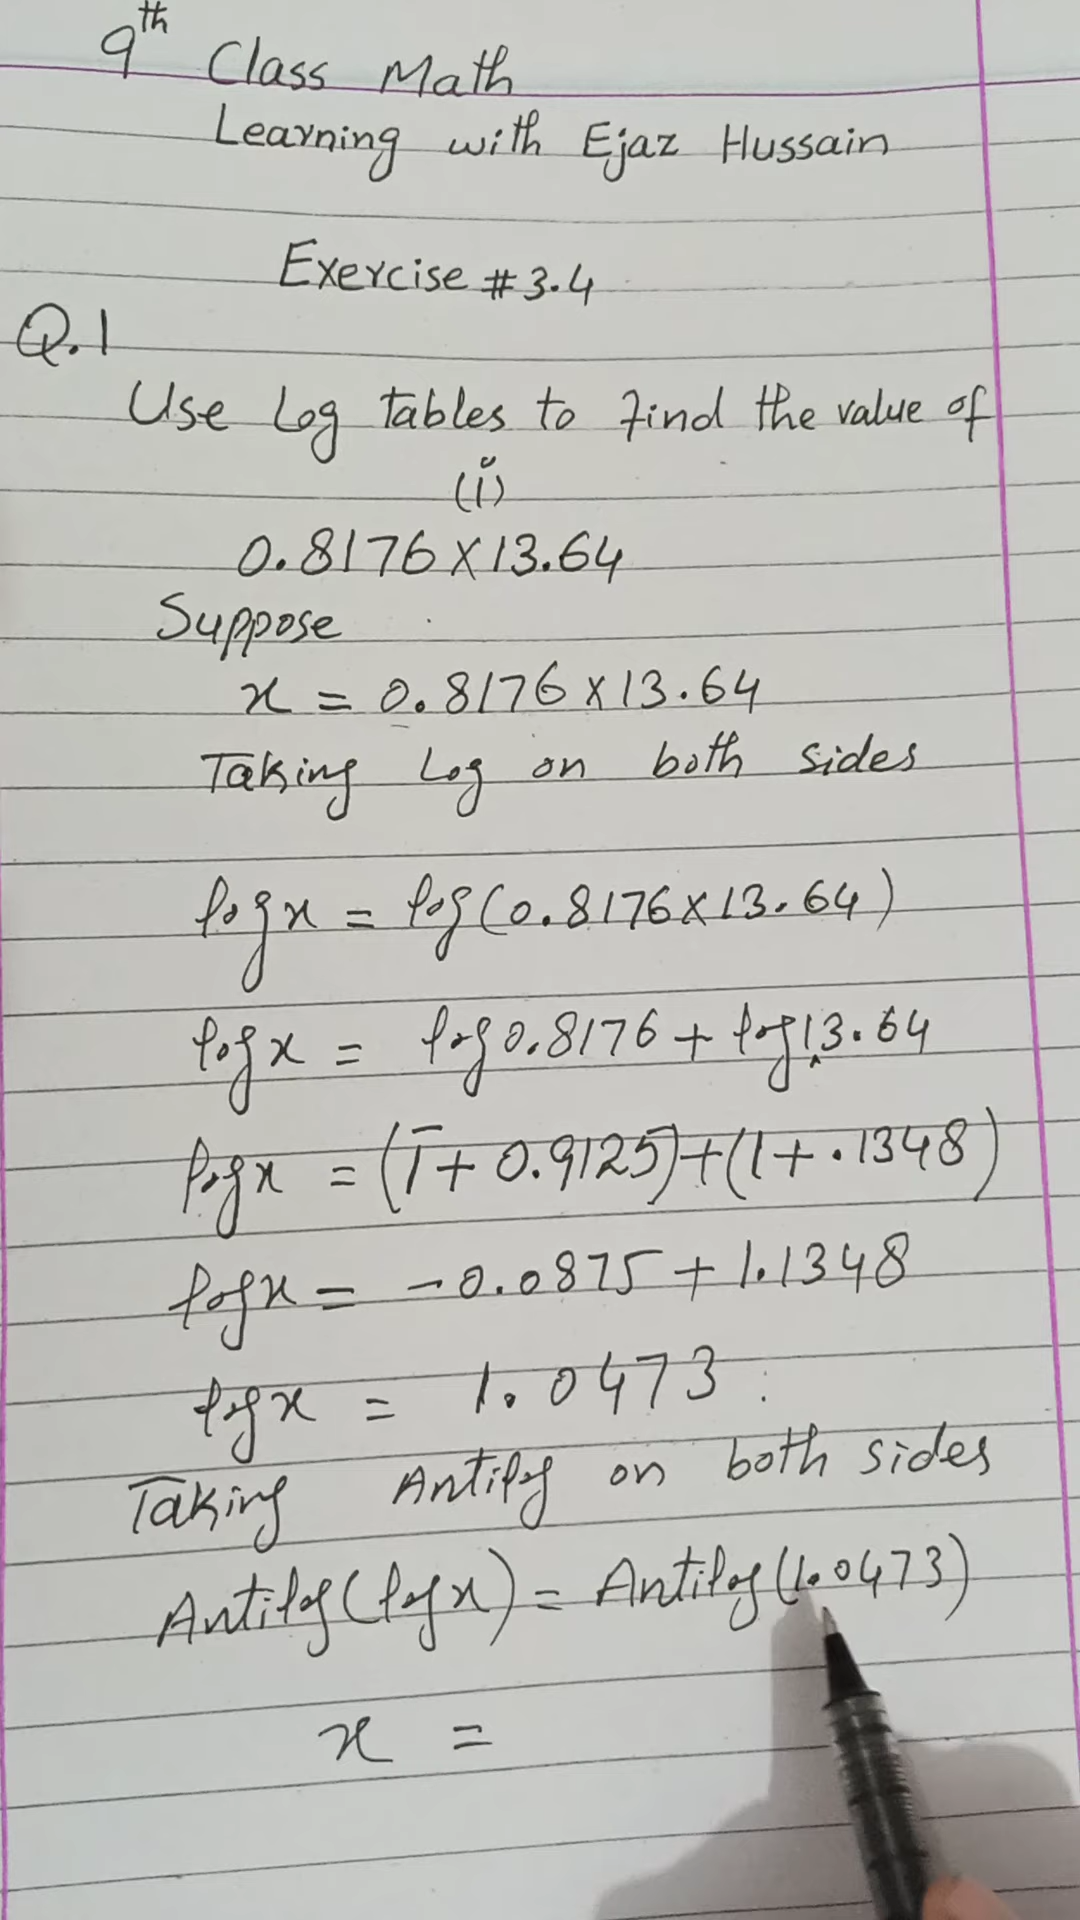 9th Class Math
Learning with Ejaz Hussain
Exercise # 3.4
Q.1
Use Log tables to find the value of
(i)
0.8176 × 13.64
Suppose
x = 0.8176 × 13.64
Taking Log on both sides
log x = log (0.8176 × 13.64)
log x = log 0.8176 + log 13.64
log x = (1̄ + 0.9125) + (1 + .1348)
log x = -0.0875 + 1.1348
log x = 1.0473
Taking Antilog on both sides
Antilog (log x) = Antilog (1.0473)
x =